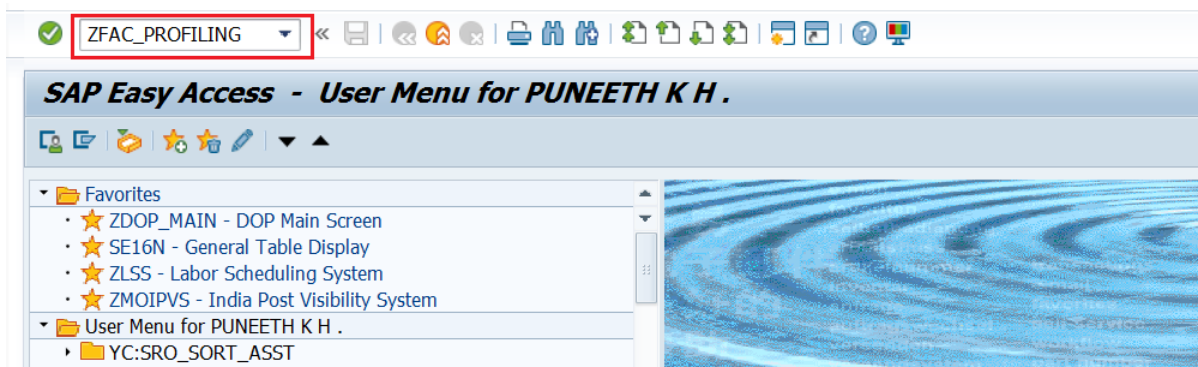 ZFAC_PROFILING
SAP Easy Access - User Menu for PUNEETH K H .
Favorites
ZDOP_MAIN - DOP Main Screen
SE16N - General Table Display
ZLSS - Labor Scheduling System
ZMOIPVS - India Post Visibility System
User Menu for PUNEETH K H .
YC:SRO_SORT_ASST